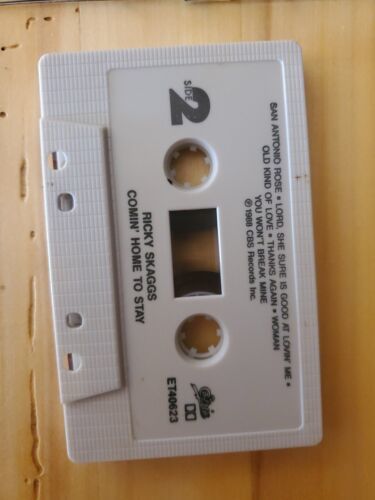 SAN ANTONIO ROSE • LORD, SHE SURE IS GOOD AT LOVIN' ME •
OLD KIND OF LOVE • THANKS AGAIN • WOMAN
YOU WON'T BREAK MINE
℗ 1988 CBS Records Inc.
SIDE
2
Epic
ET40623
RICKY SKAGGS
COMIN' HOME TO STAY